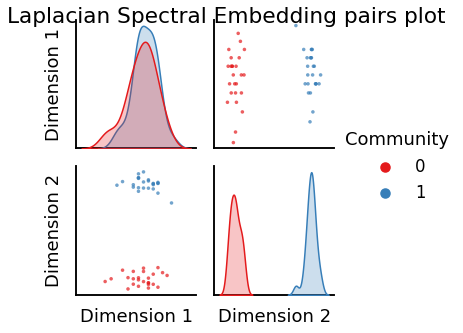 Laplacian Spectral Embedding pairs plot
Dimension 1
Community
0
1
Dimension 2
Dimension 1
Dimension 2